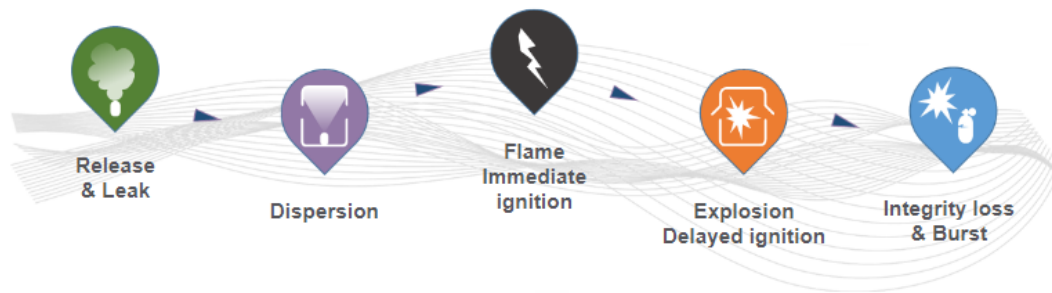 Release
& Leak
Dispersion
Flame
Immediate
ignition
Explosion
Delayed ignition
Integrity loss
& Burst